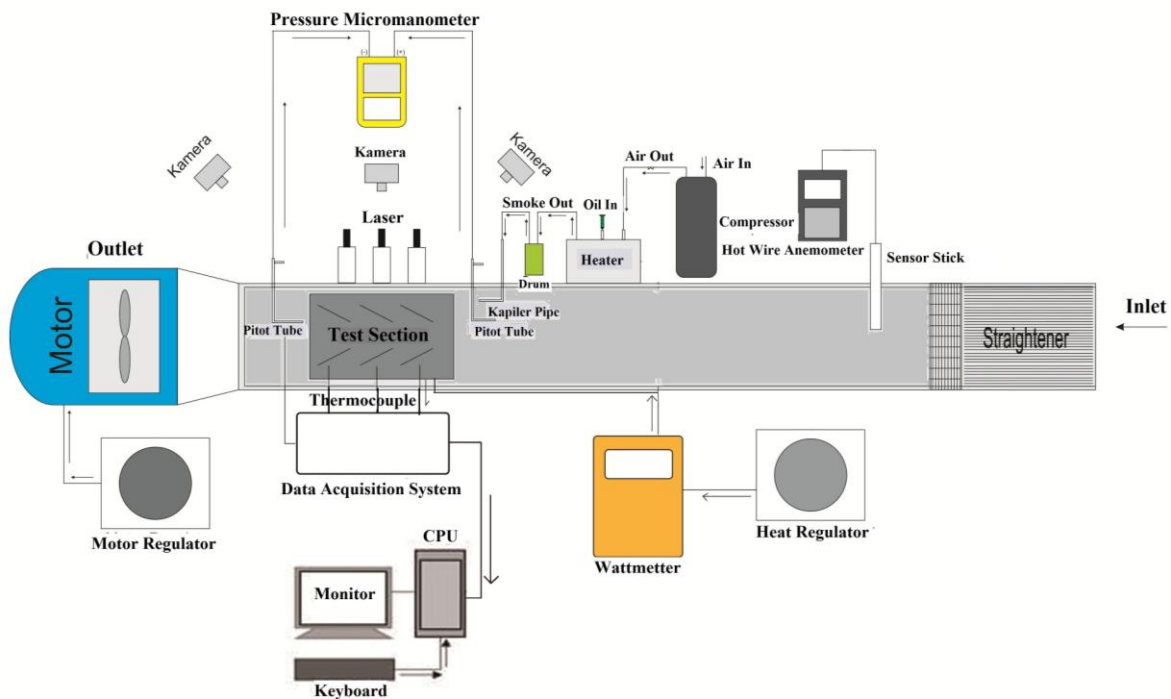 Pressure Micromanometer
(-)
(+)
Kamera
Kamera
Kamera
Air Out
Air In
Smoke Out
Oil In
Laser
Compressor
Hot Wire Anemometer
Outlet
Heater
Sensor Stick
Drum
Kapiler Pipe
Inlet
Motor
Pitot Tube
Test Section
Pitot Tube
Straightener
Thermocouple
Data Acquisition System
Motor Regulator
Heat Regulator
CPU
Wattmetter
Monitor
Keyboard